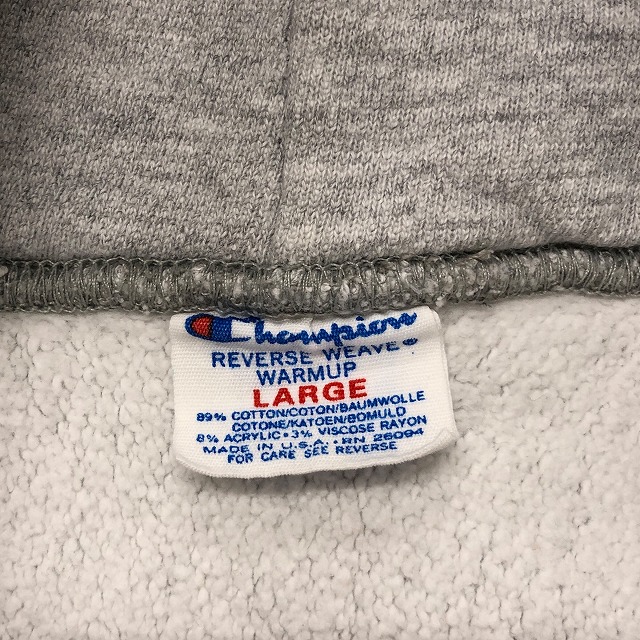 Champion
REVERSE WEAVE®
WARMUP
LARGE
89% COTTON/COTON/BAUMWOLLE
COTONE/KATOEN/BOMULD
8% ACRYLIC·3% VISCOSE RAYON
MADE IN U.S.A. RN 26094
FOR CARE SEE REVERSE